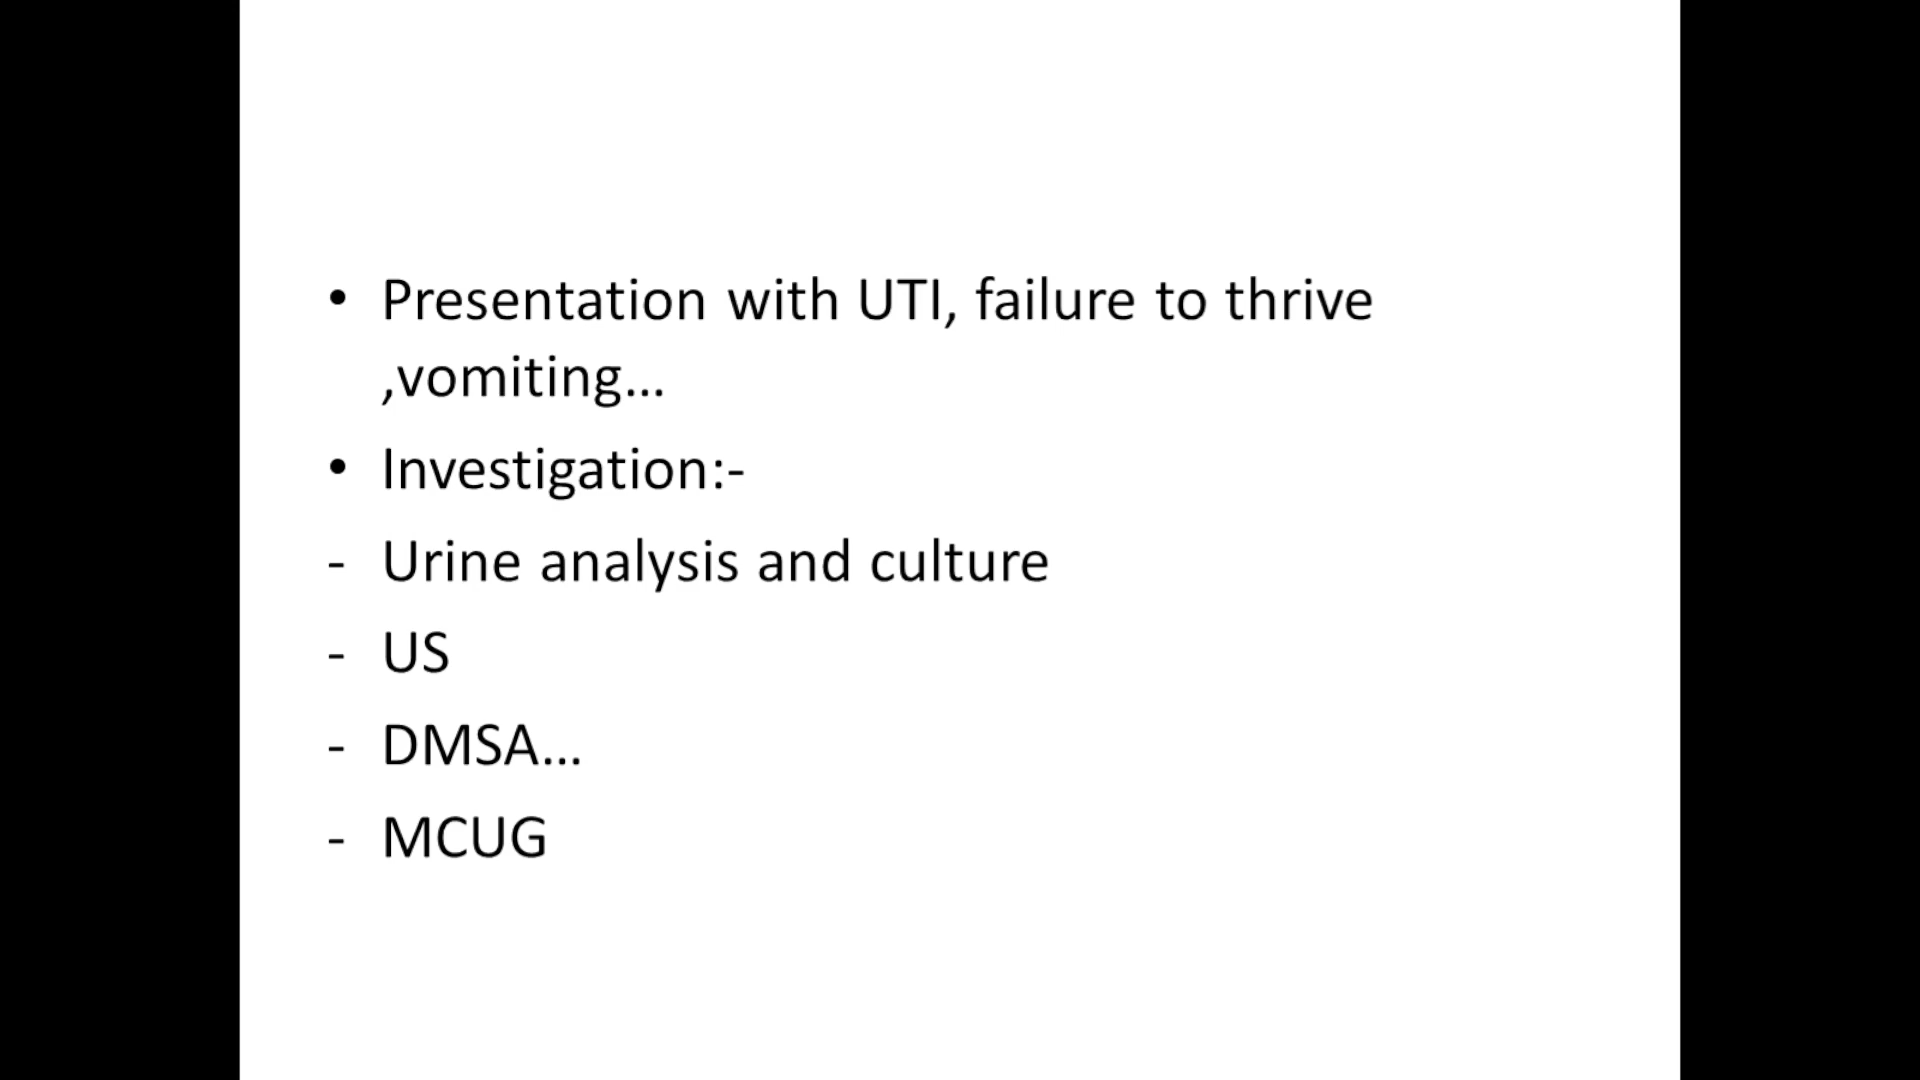 • Presentation with UTI, failure to thrive
,vomiting...
• Investigation:-
- Urine analysis and culture
- US
- DMSA...
- MCUG